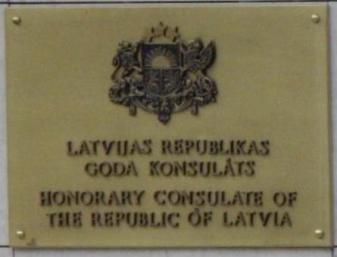 LATVIJAS REPUBLIKAS
GODA KONSULĀTS
HONORARY CONSULATE OF
THE REPUBLIC OF LATVIA